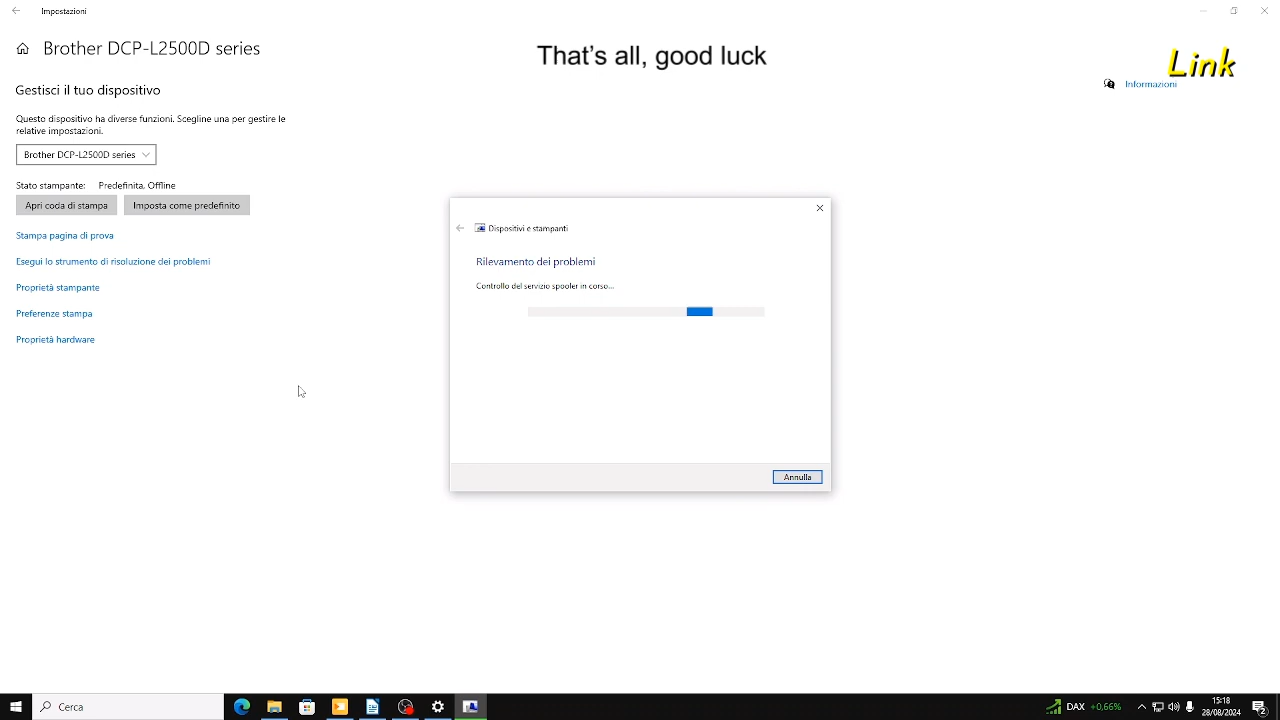 Impostazioni
Brother DCP-L2500D series
That's all, good luck
Link
Informazioni
Gestisci il tuo dispositivo
Questo dispositivo ha diverse funzioni. Scegline una per gestire le
relative impostazioni.
Brother DCP-L2500D series
Stato stampante: Predefinita, Offline
Apri coda di stampa Imposta come predefinito
Stampa pagina di prova
Esegui lo strumento di risoluzione dei problemi
Proprietà stampante
Preferenze stampa
Proprietà hardware
Dispositivi e stampanti
Rilevamento dei problemi
Controllo del servizio spooler in corso...
Annulla
Cerca
DAX +0,66%
15:18
28/08/2024
2